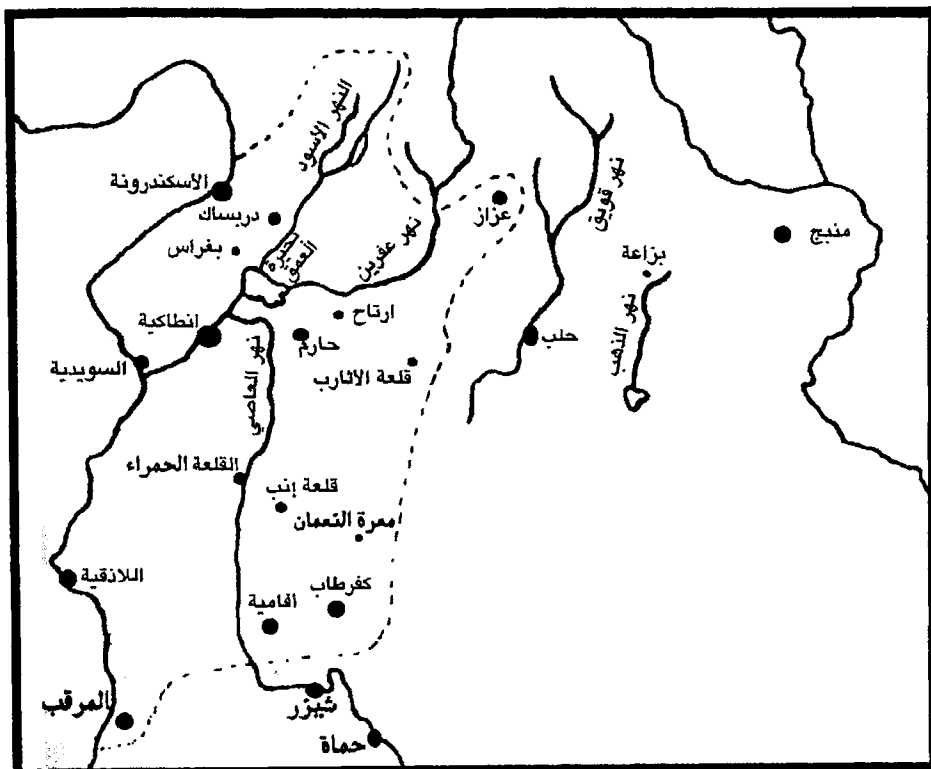 النهر الأسود
الأسكندرونة
دربساك
عزاز
نهر قويق
منبج
بغراس
بحيرة
العمق
نهر عفرين
بزاعة
ارتاح
انطاكية
حارم
حلب
نهر الذهب
السويدية
نهر العاصي
قلعة الاثارب
القلعة الحمراء
قلعة إنب
معرة النعمان
اللاذقية
كفرطاب
افامية
المرقب
شيزر
حماة